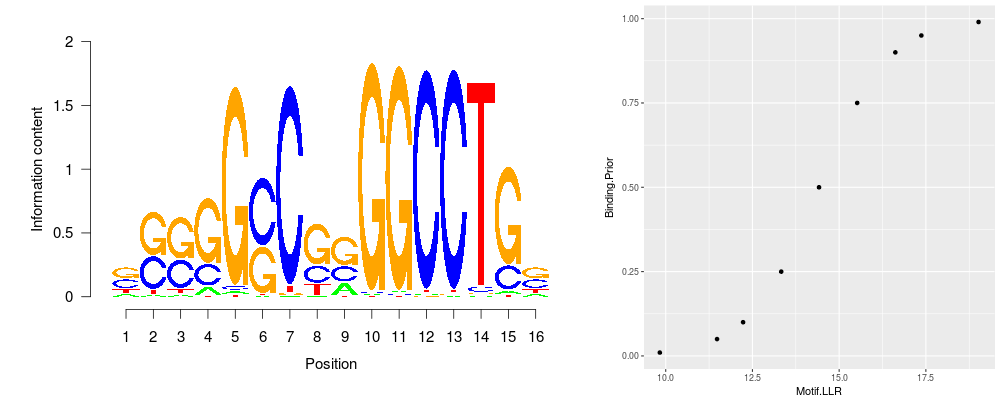 2
1.5
1
0.5
0
Information content
1 2 3 4 5 6 7 8 9 10 11 12 13 14 15 16
Position
G G G G G C C G G G G C C T G G
C C C C G C C C
T A
A A
1.00
0.75
0.50
0.25
0.00
Binding.Prior
10.0 12.5 15.0 17.5
Motif.LLR